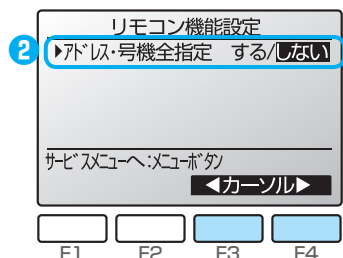 リモコン機能設定
❷ ▶アドレス・号機全指定 する/しない
サービスメニューへ:メニューボタン
◀カーソル▶
F1 F2 F3 F4